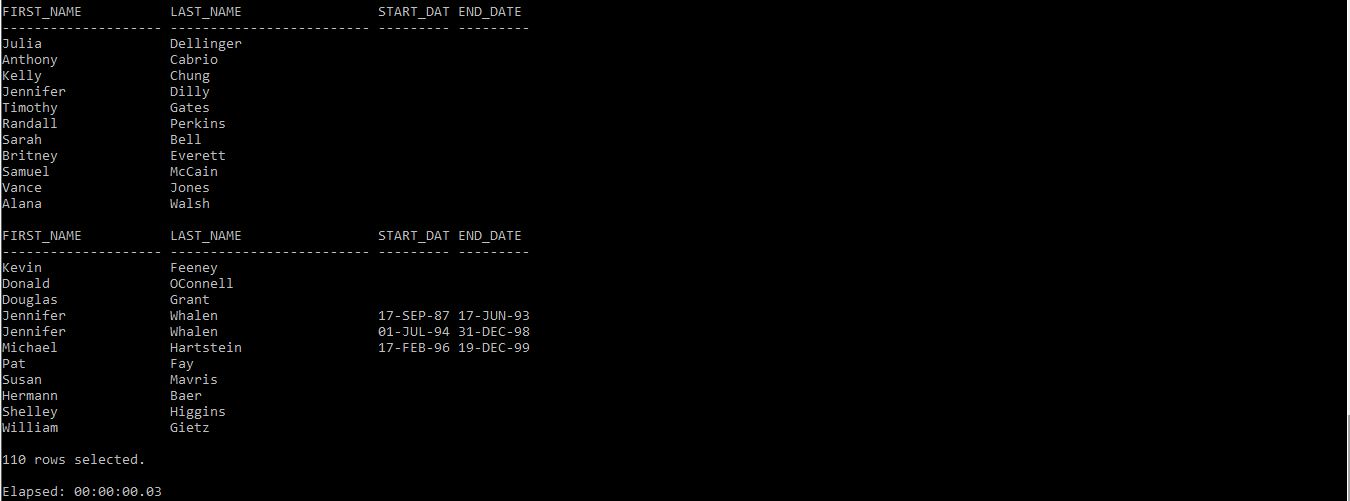 FIRST_NAME           LAST_NAME                 START_DAT END_DATE
-------------------- ------------------------- --------- ---------
Julia                Dellinger
Anthony              Cabrio
Kelly                Chung
Jennifer             Dilly
Timothy              Gates
Randall              Perkins
Sarah                Bell
Britney              Everett
Samuel               McCain
Vance                Jones
Alana                Walsh

FIRST_NAME           LAST_NAME                 START_DAT END_DATE
-------------------- ------------------------- --------- ---------
Kevin                Feeney
Donald               OConnell
Douglas              Grant
Jennifer             Whalen                    17-SEP-87 17-JUN-93
Jennifer             Whalen                    01-JUL-94 31-DEC-98
Michael              Hartstein                 17-FEB-96 19-DEC-99
Pat                  Fay
Susan                Mavris
Hermann              Baer
Shelley              Higgins
William              Gietz

110 rows selected.

Elapsed: 00:00:00.03